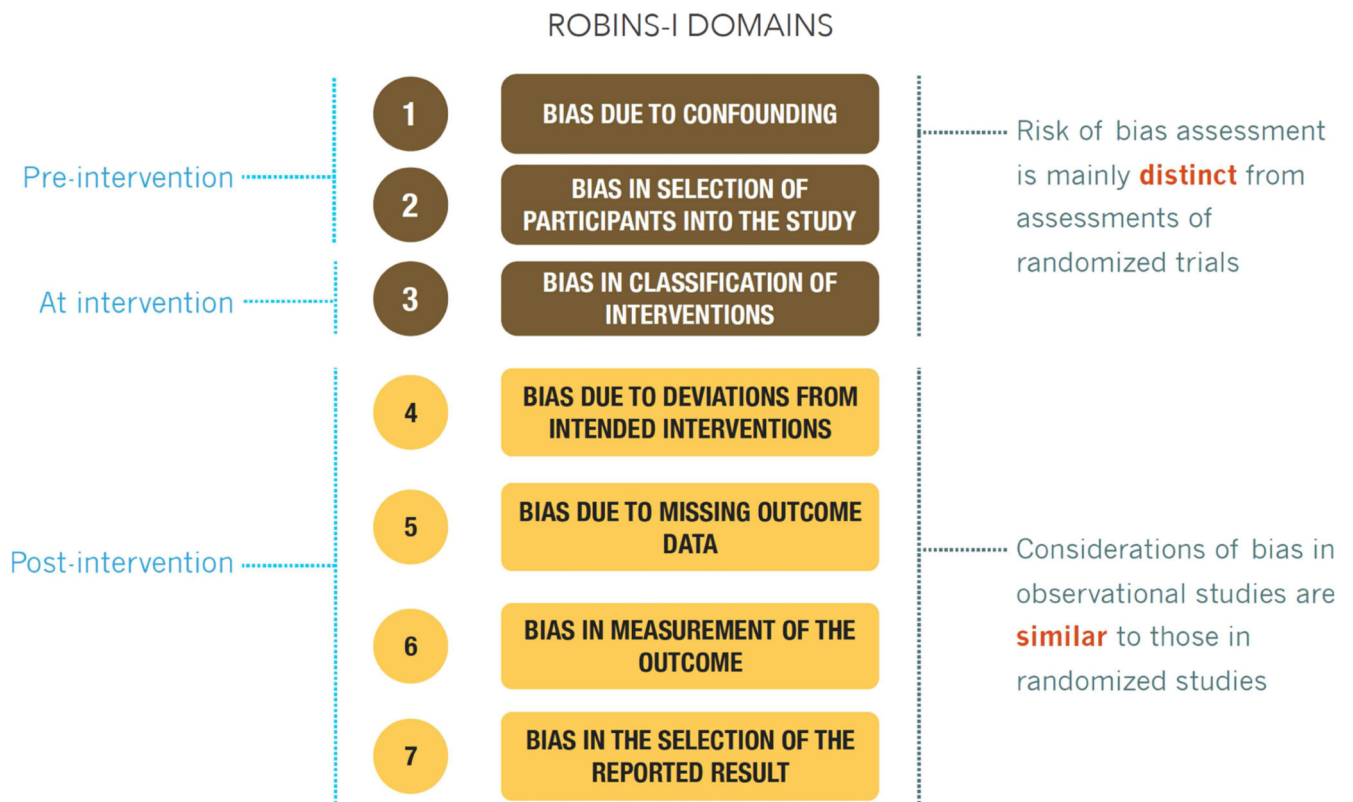 ROBINS-I DOMAINS
Pre-intervention
1
BIAS DUE TO CONFOUNDING
2
BIAS IN SELECTION OF
PARTICIPANTS INTO THE STUDY
At intervention
3
BIAS IN CLASSIFICATION OF
INTERVENTIONS
Risk of bias assessment
is mainly distinct from
assessments of
randomized trials
Post-intervention
4
BIAS DUE TO DEVIATIONS FROM
INTENDED INTERVENTIONS
5
BIAS DUE TO MISSING OUTCOME
DATA
6
BIAS IN MEASUREMENT OF THE
OUTCOME
7
BIAS IN THE SELECTION OF THE
REPORTED RESULT
Considerations of bias in
observational studies are
similar to those in
randomized studies